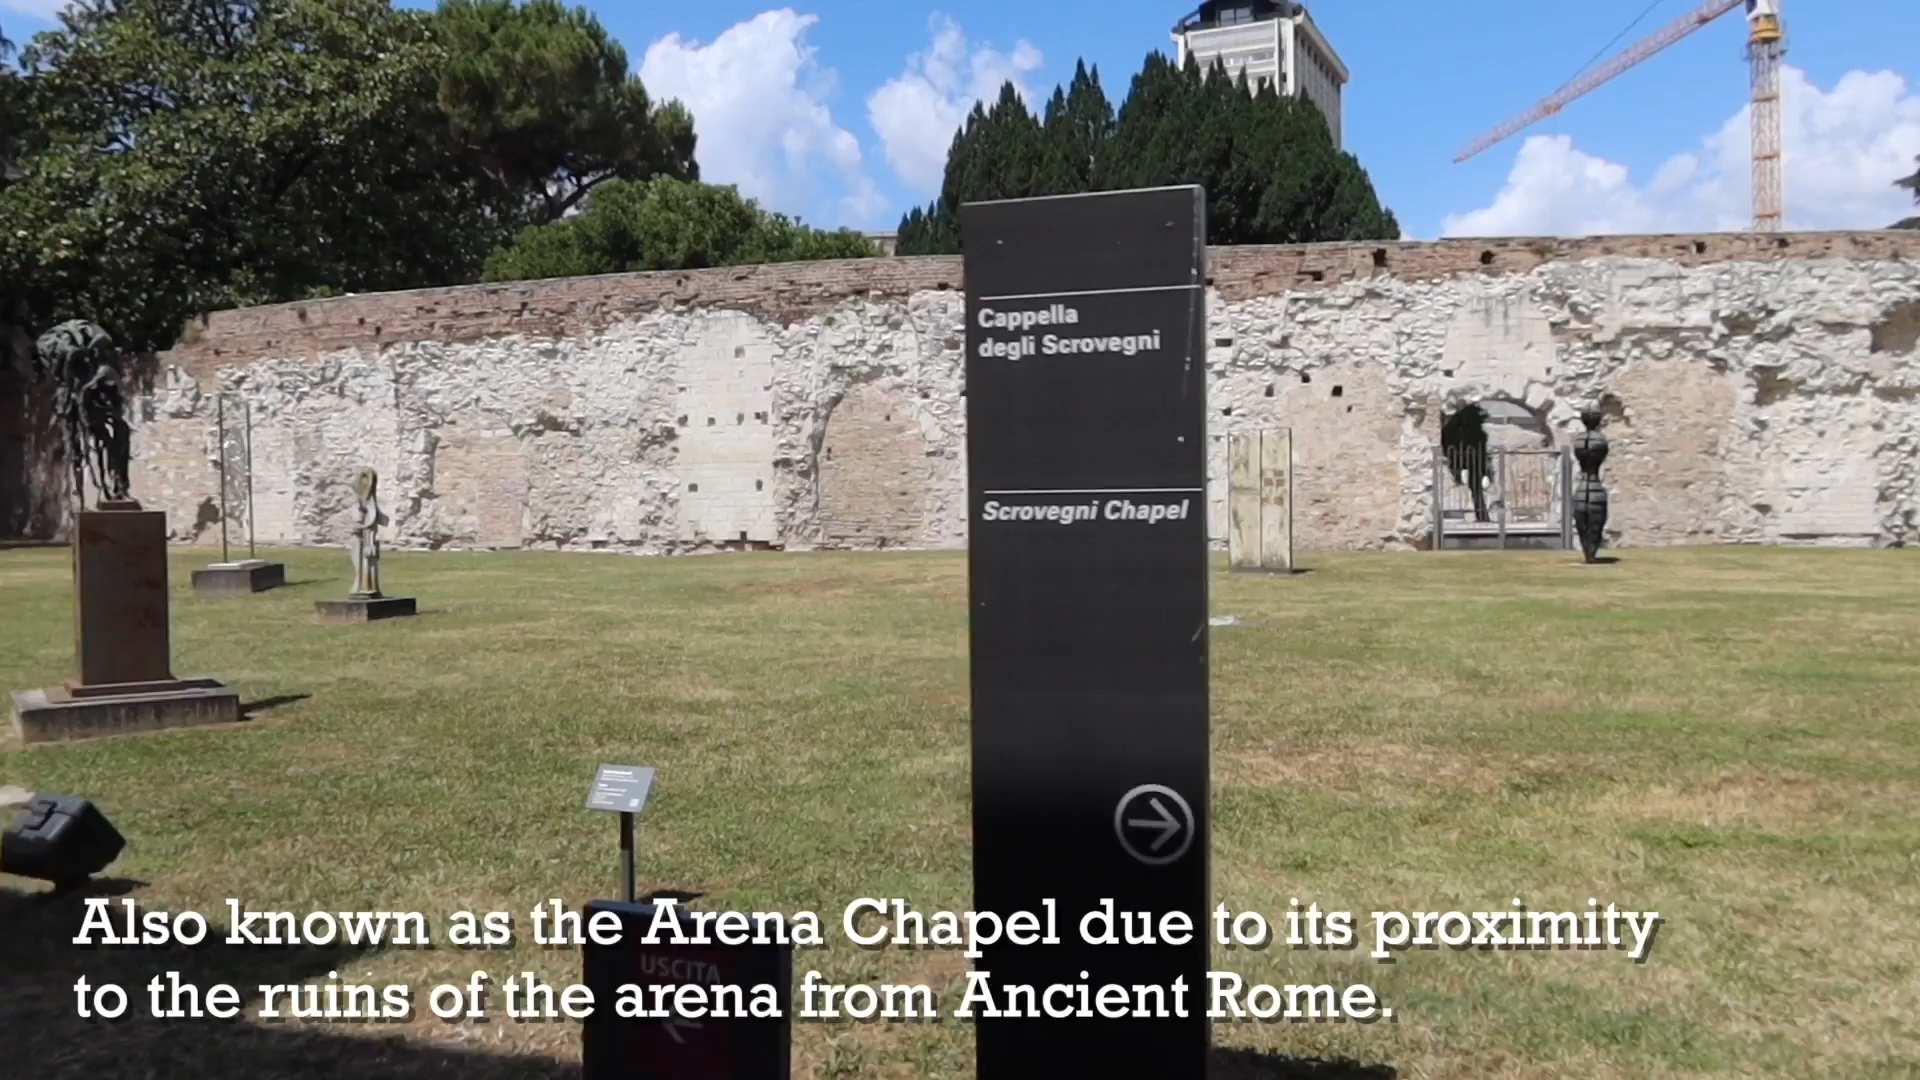 Cappella
degli Scrovegni
Scrovegni Chapel
Also known as the Arena Chapel due to its proximity
to the ruins of the arena from Ancient Rome.
USCITA